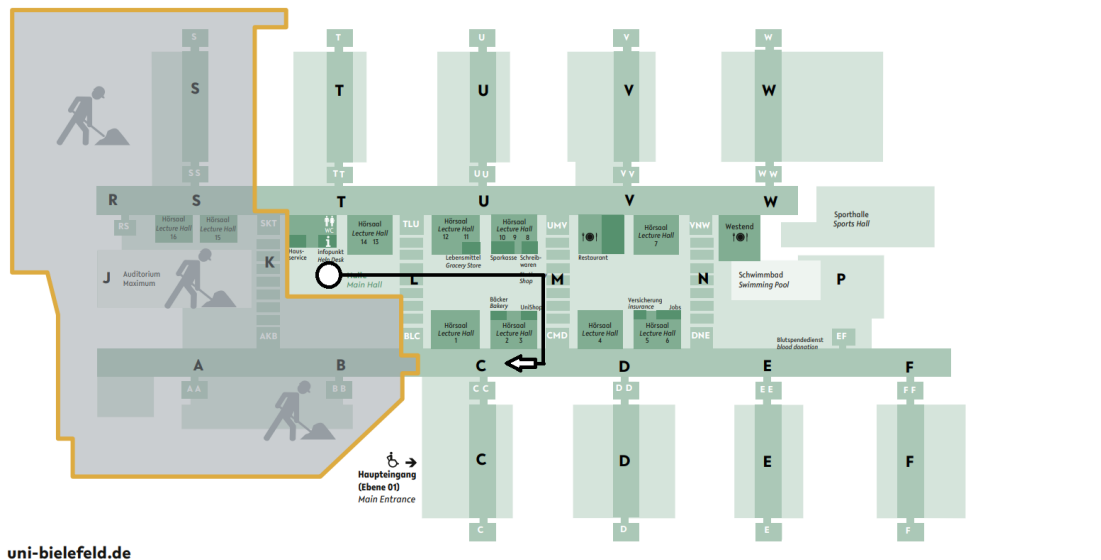 S
T
U
V
W
S
T
U
V
W
SS
TT
UU
VV
WW
R
S
T
U
V
W
RS
Hörsaal
Lecture Hall
16
Hörsaal
Lecture Hall
15
SKT
WC
Hörsaal
Lecture Hall
14 13
TLU
Hörsaal
Lecture Hall
12 11
Hörsaal
Lecture Hall
10 9 8
UMV
Hörsaal
Lecture Hall
7
VNW
Westend
Sporthalle
Sports Hall
Haus-
service
Infopunkt
Help Desk
Lebensmittel
Grocery Store
Sparkasse
Schreib-
waren
Shop
Restaurant
K
J
Auditorium
Maximum
Main Hall
L
M
N
Schwimmbad
Swimming Pool
P
Bäcker
Bakery
UniShop
Versicherung
insurance
Jobs
AKB
BLC
Hörsaal
Lecture Hall
1
Hörsaal
Lecture Hall
2 3
CMD
Hörsaal
Lecture Hall
4
Hörsaal
Lecture Hall
5 6
DNE
Blutspendedienst
blood donation
EF
A
B
C
D
E
F
AA
BB
CC
DD
EE
FF
C
D
E
F
Haupteingang
(Ebene 01)
Main Entrance
C
D
E
F
uni-bielefeld.de